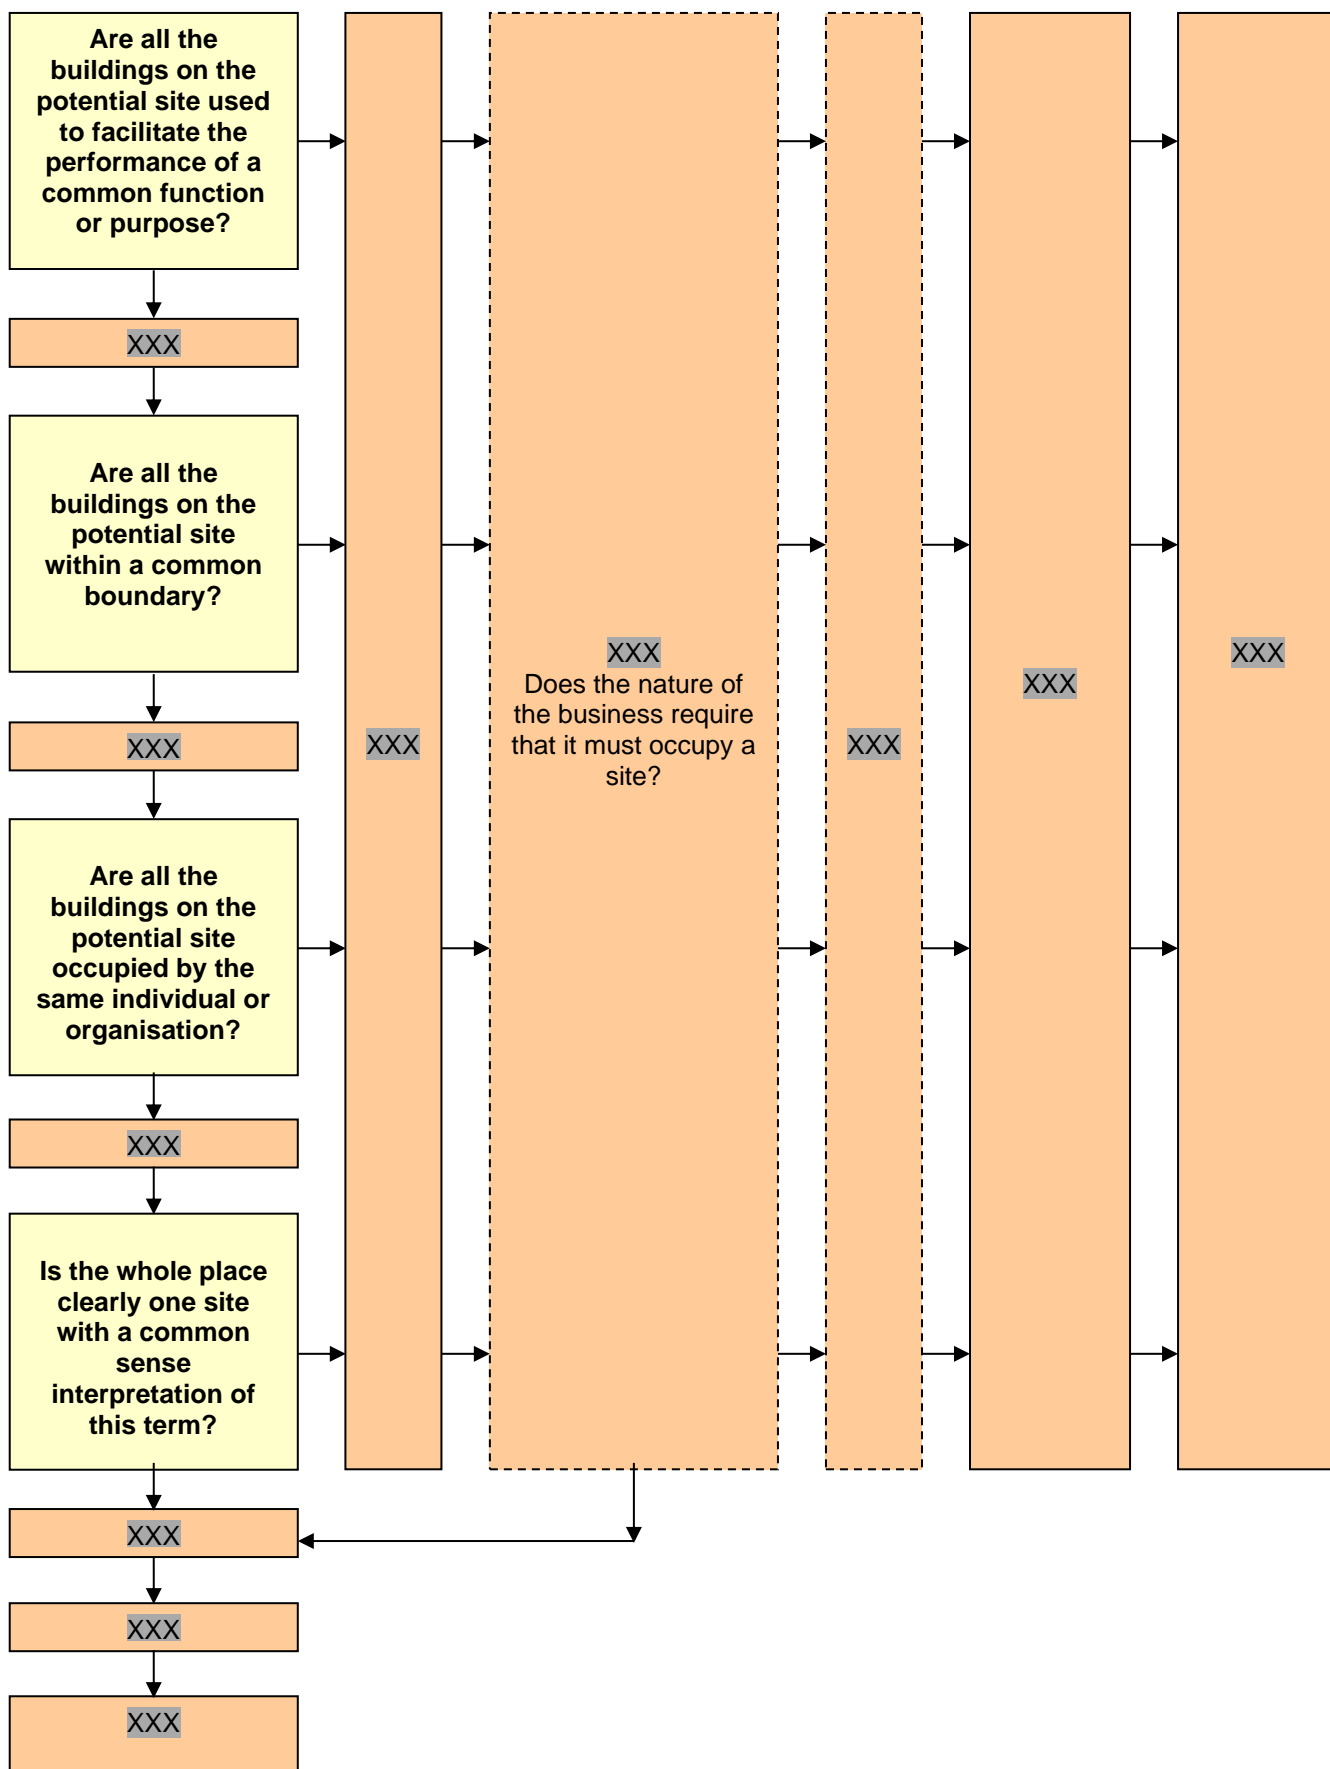 Are all the
buildings on the
potential site used
to facilitate the
performance of a
common function
or purpose?
XXX
Are all the
buildings on the
potential site
within a common
boundary?
XXX
Are all the
buildings on the
potential site
occupied by the
same individual or
organisation?
XXX
Is the whole place
clearly one site
with a common
sense
interpretation of
this term?
XXX
XXX
XXX
XXX
XXX
Does the nature of
the business require
that it must occupy a
site?
XXX
XXX
XXX